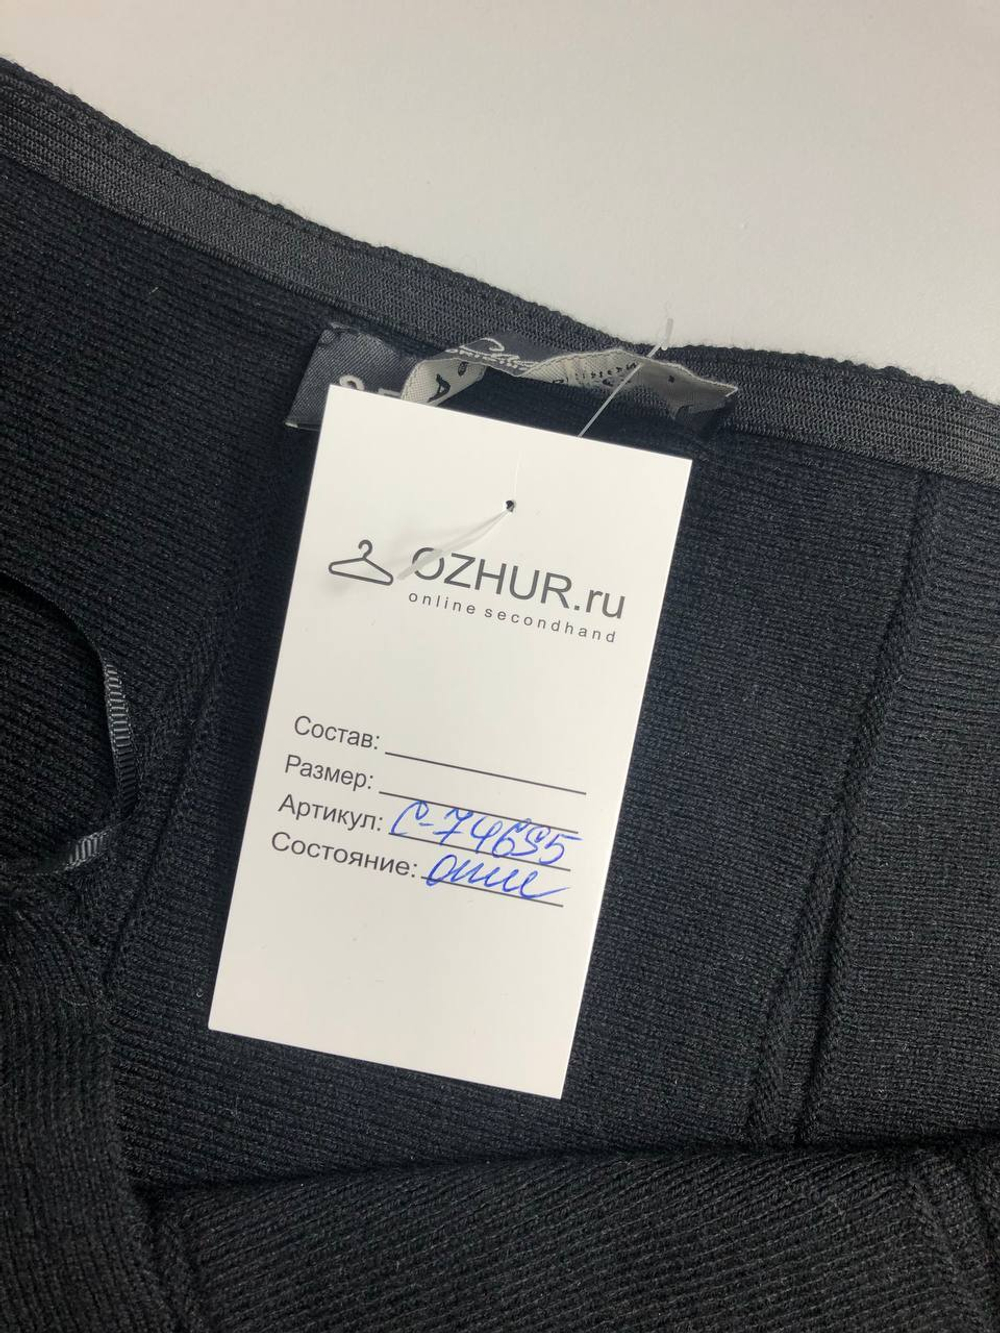 OZHUR.ru
online secondhand
Состав:
Размер:
Артикул: С-74655
Состояние: отл